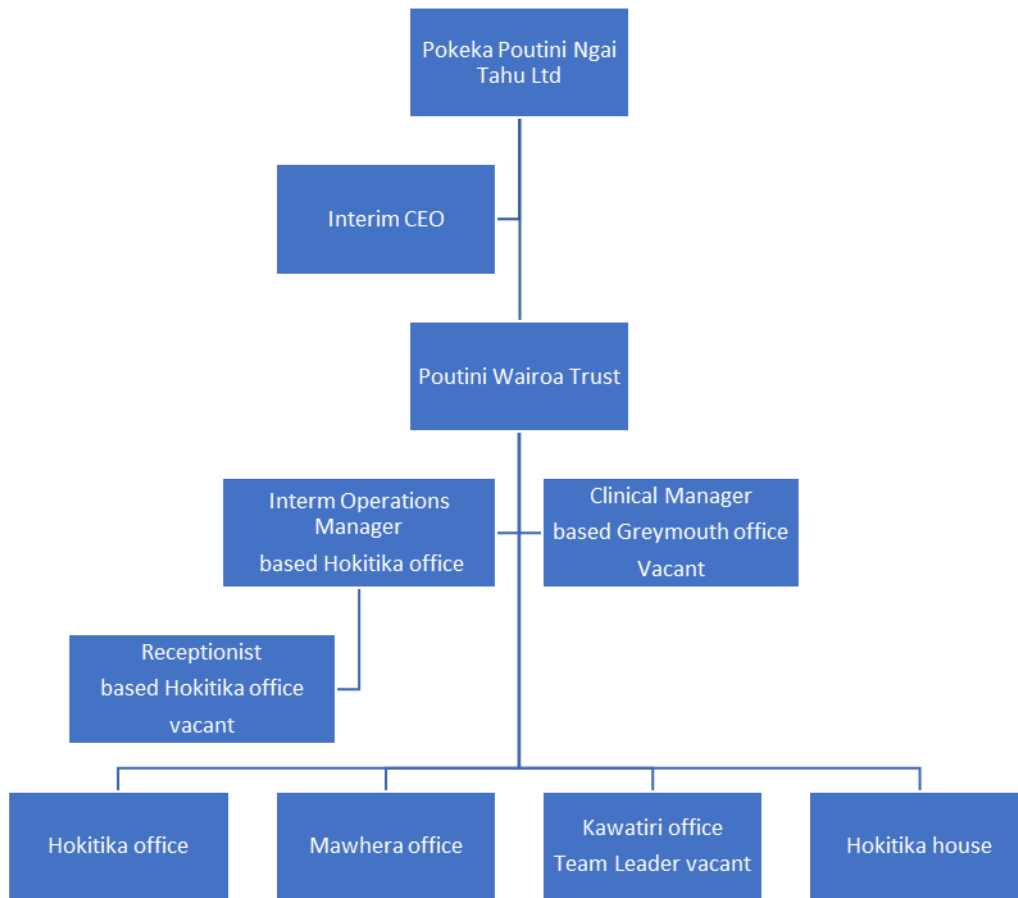 Pokeka Poutini Ngai
Tahu Ltd
Interim CEO
Poutini Wairoa Trust
Interm Operations
Manager
based Hokitika office
Clinical Manager
based Greymouth office
Vacant
Receptionist
based Hokitika office
vacant
Hokitika office
Mawhera office
Kawatiri office
Team Leader vacant
Hokitika house